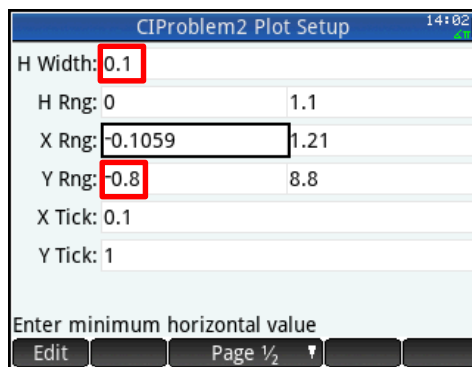 CIProblem2 Plot Setup 14:02
∡π
H Width: 0.1
H Rng: 0 1.1
X Rng: -0.1059 1.21
Y Rng: -0.8 8.8
X Tick: 0.1
Y Tick: 1
Enter minimum horizontal value
Edit Page ½ ▼